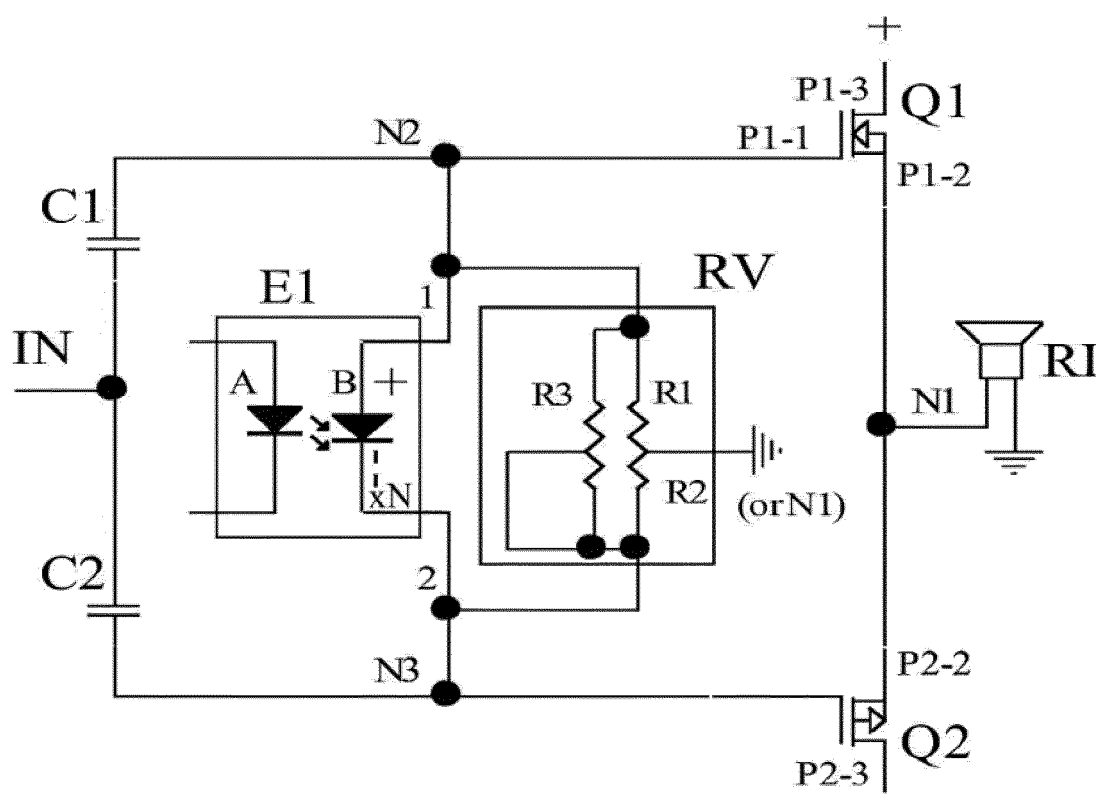 +
P1-3
Q1
N2
P1-1
P1-2
C1
E1
1
RV
IN
A
B
+
R3
R1
RI
N1
xN
R2
(orN1)
C2
2
N3
P2-2
Q2
P2-3